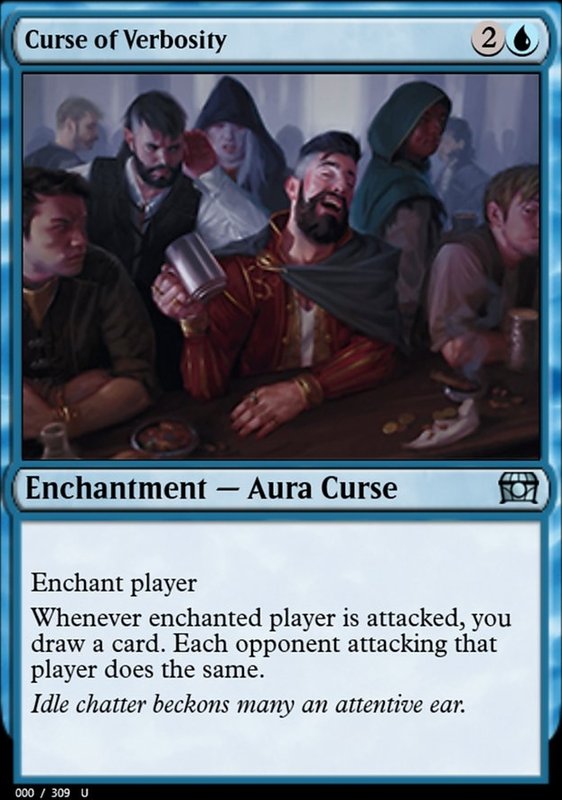 Curse of Verbosity 2
Enchantment — Aura Curse
Enchant player
Whenever enchanted player is attacked, you
draw a card. Each opponent attacking that
player does the same.
Idle chatter beckons many an attentive ear.
000 / 309 U